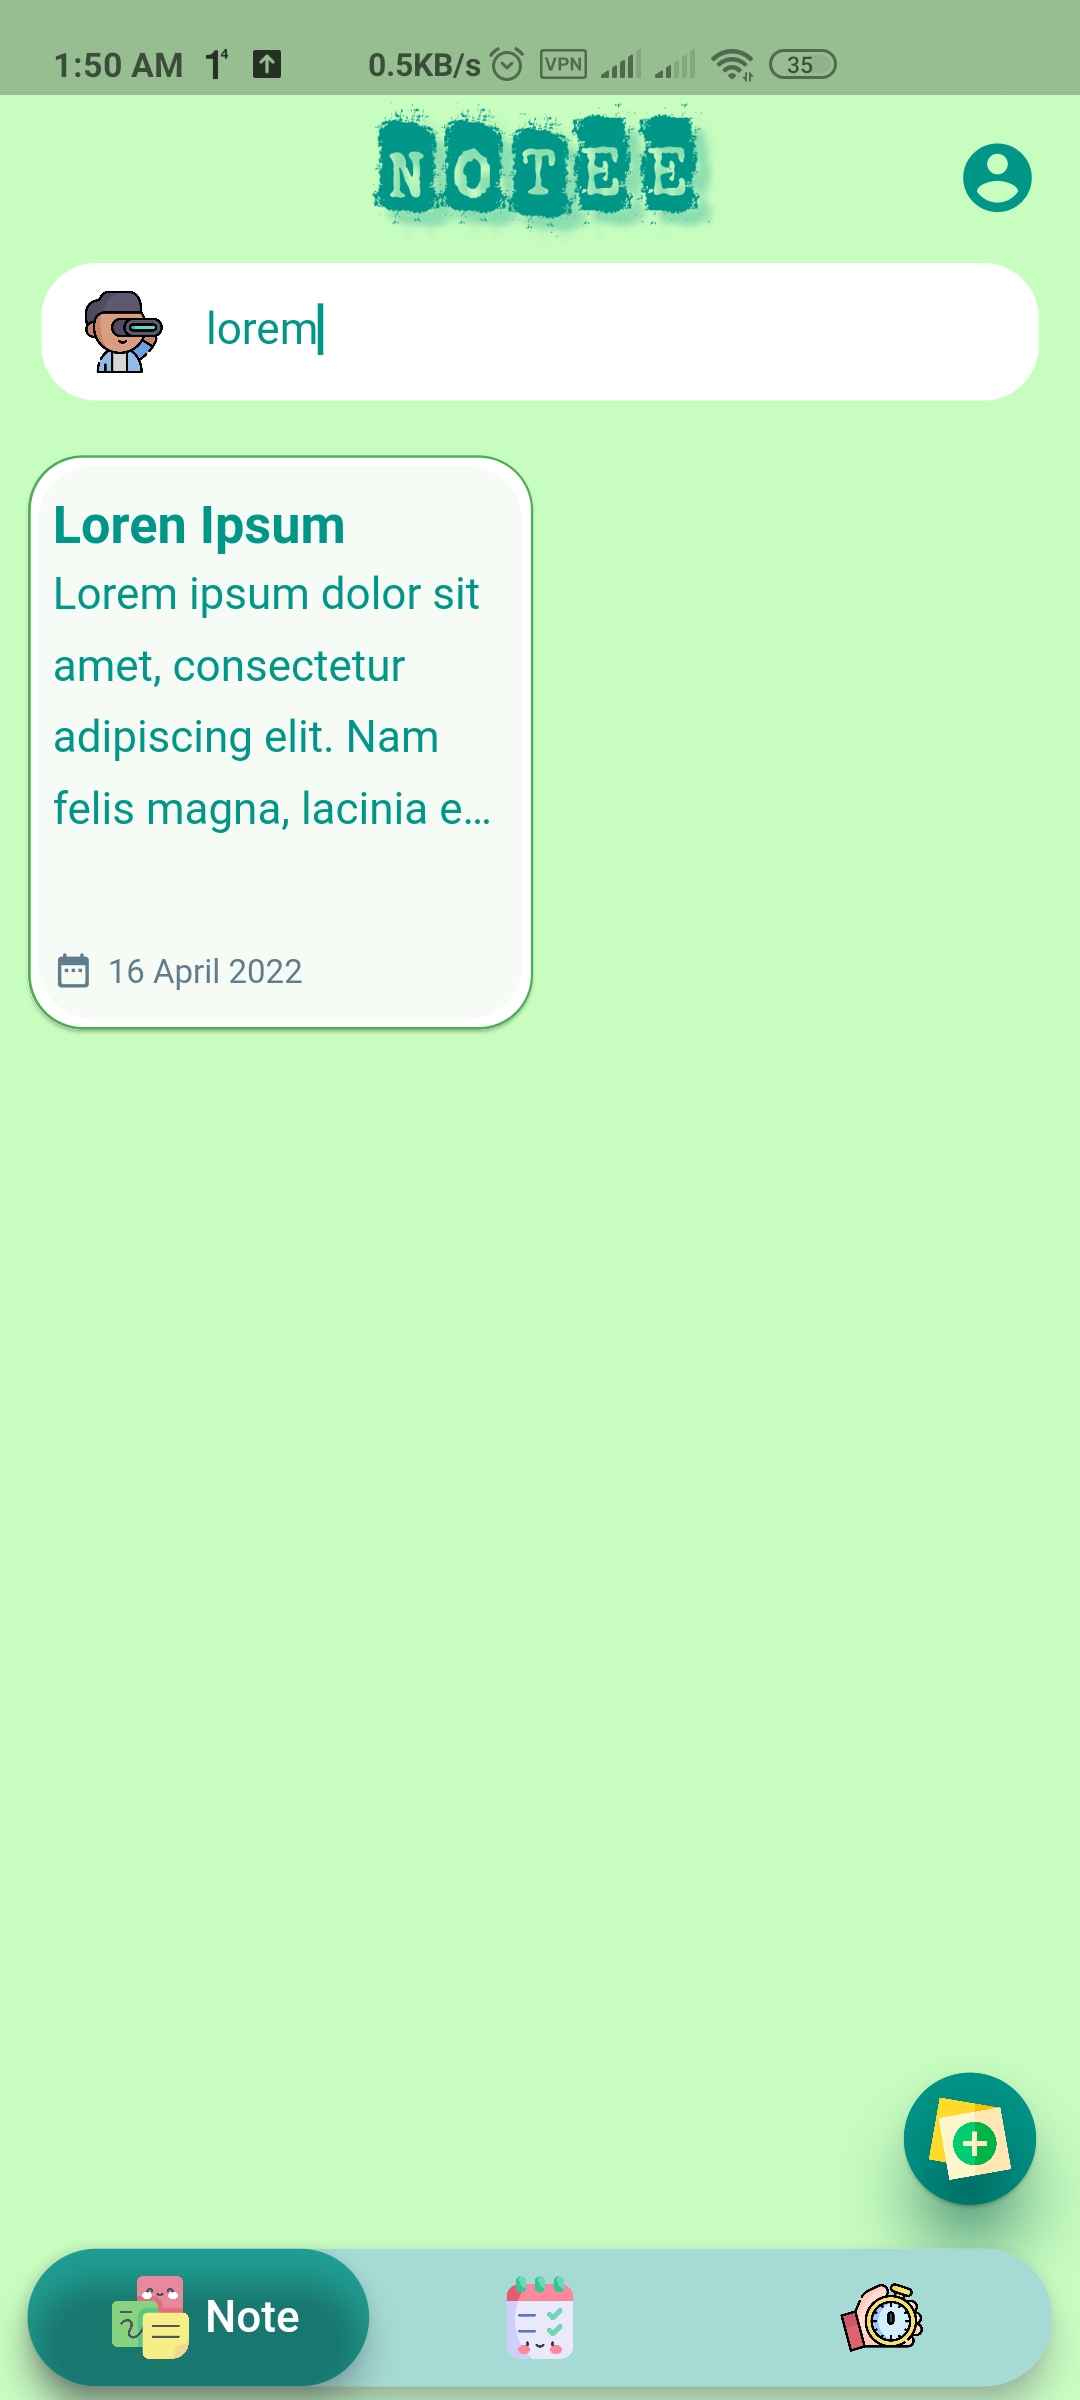 1:50 AM 1⁴ 0.5KB/s VPN 35
NOTEE
lorem
Loren Ipsum
Lorem ipsum dolor sit
amet, consectetur
adipiscing elit. Nam
felis magna, lacinia e...
16 April 2022
Note